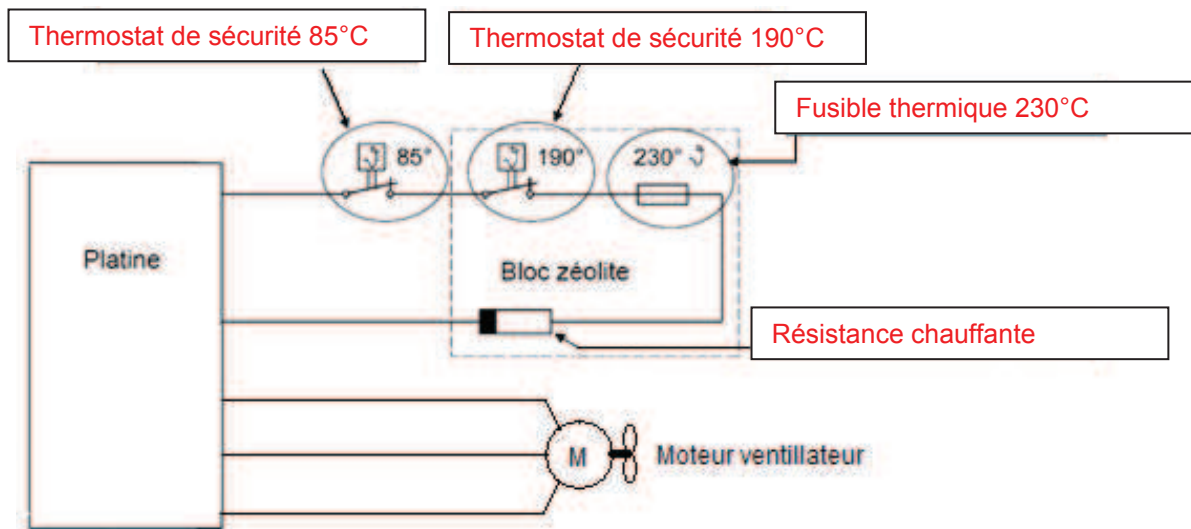 Thermostat de sécurité 85°C
Thermostat de sécurité 190°C
Fusible thermique 230°C
85°
190°
230°
Platine
Bloc zéolite
Résistance chauffante
M
Moteur ventillateur